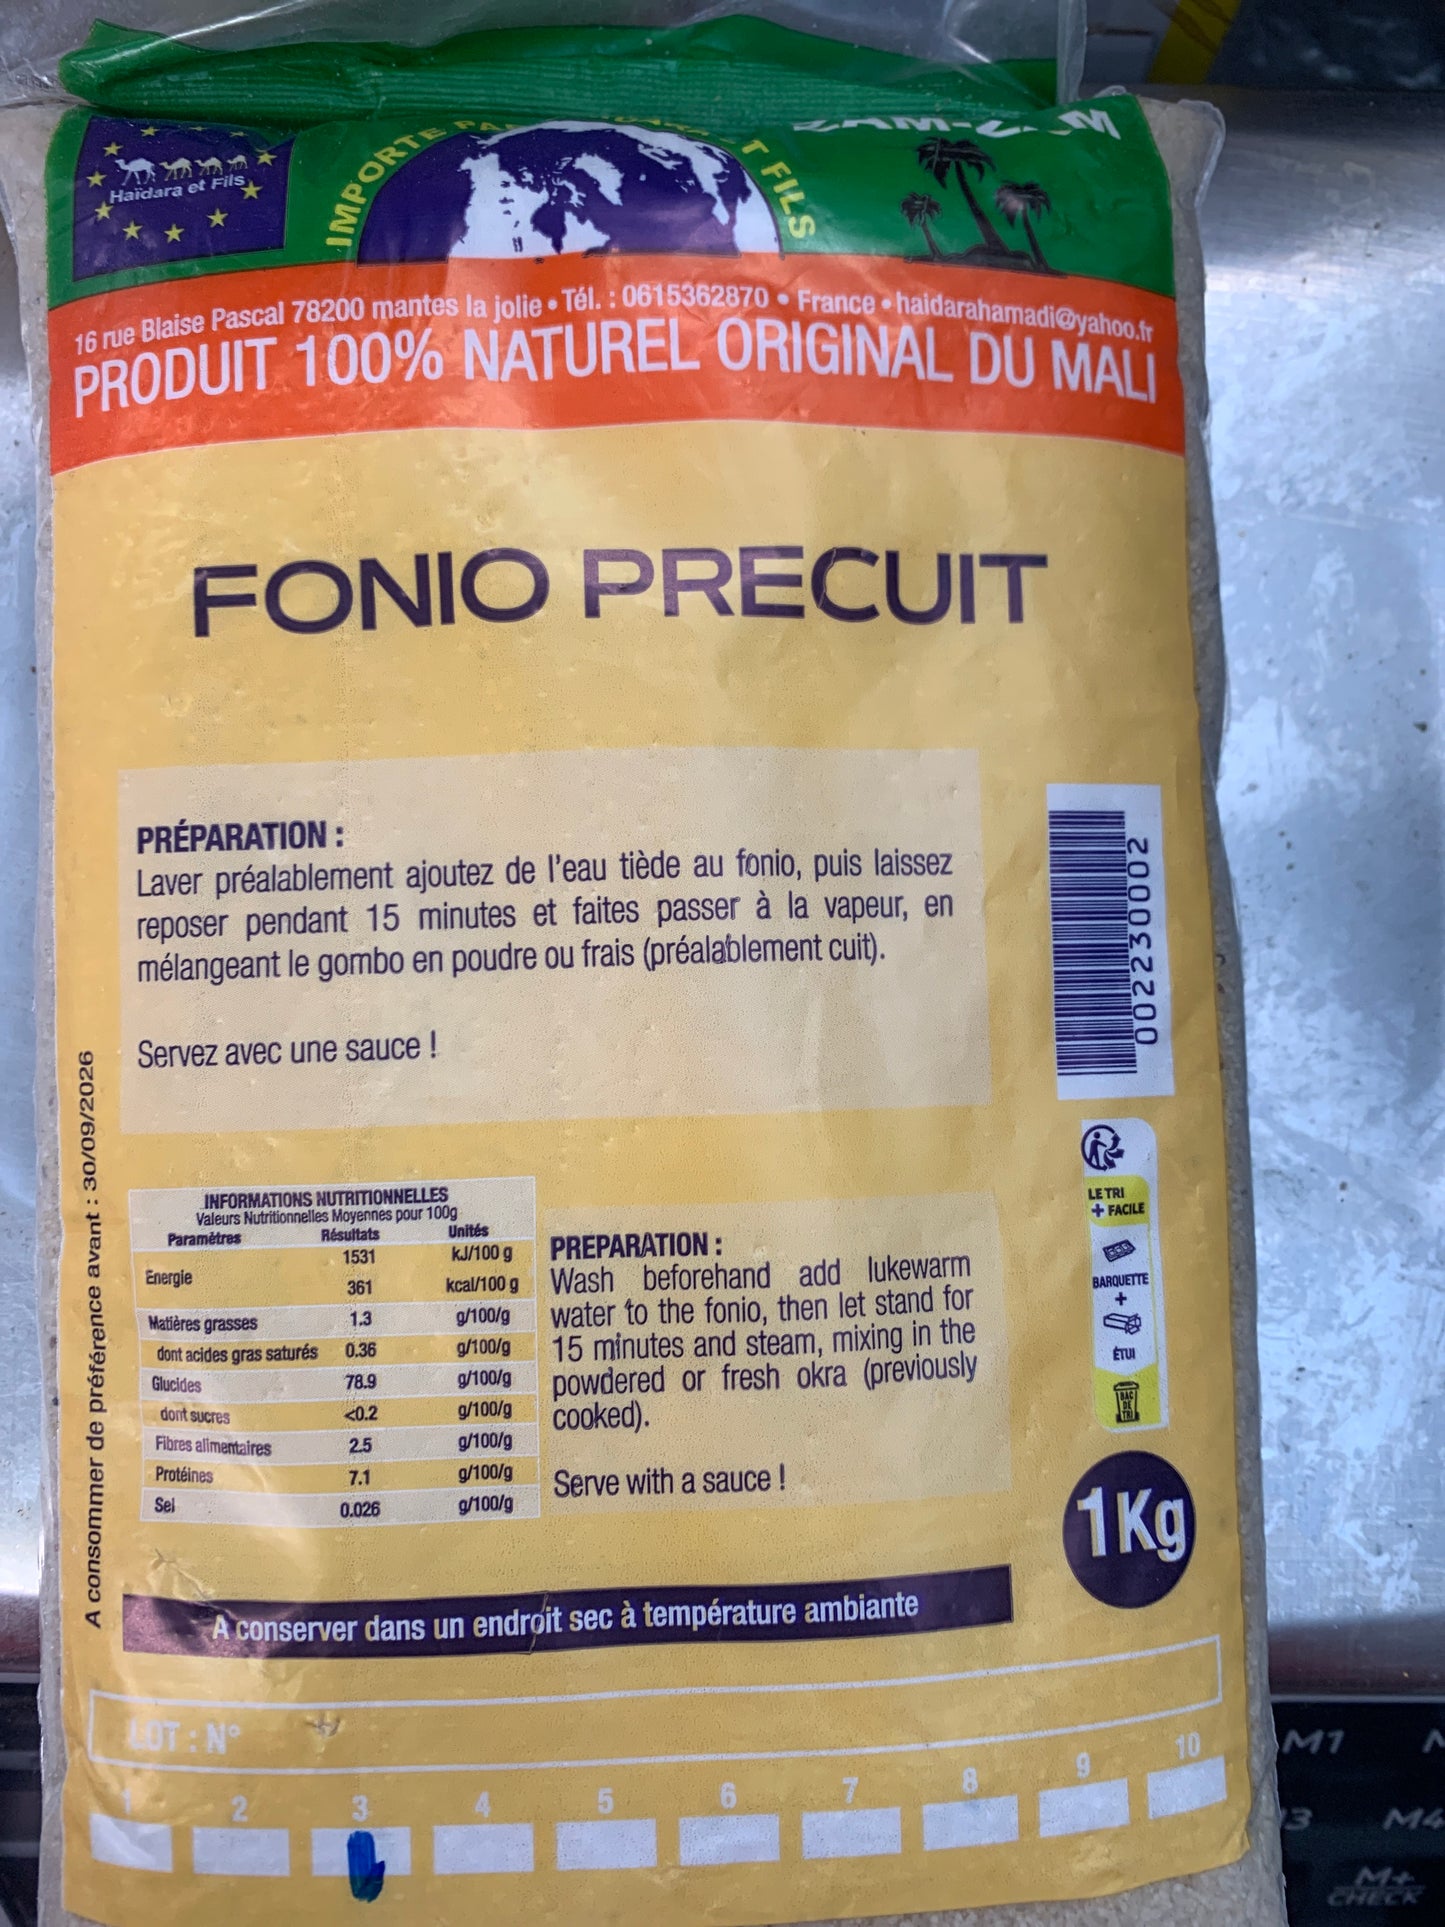 Haïdara et Fils
IMPORTE PAR
ET FILS
16 rue Blaise Pascal 78200 mantes la jolie • Tél. : 0615362870 • France • haidarahamadi@yahoo.fr
PRODUIT 100% NATUREL ORIGINAL DU MALI
FONIO PRECUIT
PRÉPARATION :
Laver préalablement ajoutez de l'eau tiède au fonio, puis laissez
reposer pendant 15 minutes et faites passer à la vapeur, en
mélangeant le gombo en poudre ou frais (préalablement cuit).
Servez avec une sauce !
002230002
A consommer de préférence avant : 30/09/2026
INFORMATIONS NUTRITIONNELLES
Valeurs Nutritionnelles Moyennes pour 100g
Paramètres Résultats Unités
Energie 1531 kJ/100 g
361 kcal/100 g
Matières grasses 1.3 g/100/g
dont acides gras saturés 0.36 g/100/g
Glucides 78.9 g/100/g
dont sucres <0.2 g/100/g
Fibres alimentaires 2.5 g/100/g
Protéines 7.1 g/100/g
Sel 0.026 g/100/g
PREPARATION :
Wash beforehand add lukewarm
water to the fonio, then let stand for
15 minutes and steam, mixing in the
powdered or fresh okra (previously
cooked).
Serve with a sauce !
LE TRI
+ FACILE
BARQUETTE
+
ÉTUI
BAC
DE
TRI
1Kg
A conserver dans un endroit sec à température ambiante
LOT : N°
1 2 3 4 5 6 7 8 9 10
M1
M4
M+
CHECK